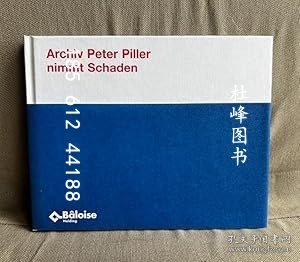 Archiv Peter Piller
nimmt Schaden
612 44188
杜峰图书
Bâloise
Holding
孔夫子旧书网